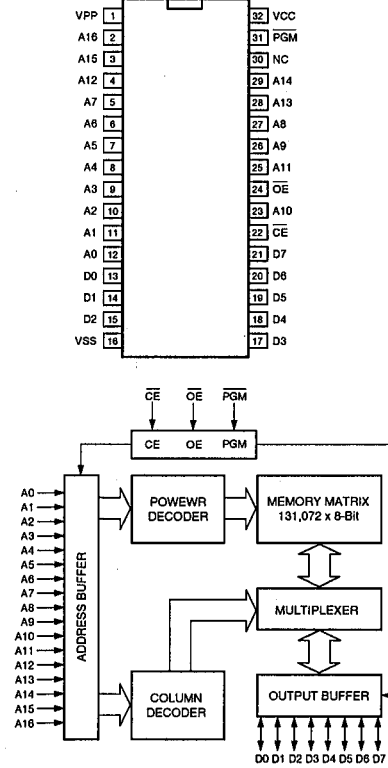 VPP 1 32 VCC
A16 2 31 PGM
A15 3 30 NC
A12 4 29 A14
A7 5 28 A13
A6 6 27 A8
A5 7 26 A9
A4 8 25 A11
A3 9 24 OE
A2 10 23 A10
A1 11 22 CE
A0 12 21 D7
D0 13 20 D6
D1 14 19 D5
D2 15 18 D4
VSS 16 17 D3
CE OE PGM
CE OE PGM
A0
A1
A2
A3
A4
A5
A6
A7
A8
A9
A10
A11
A12
A13
A14
A15
A16
ADDRESS BUFFER
POWEWR
DECODER
MEMORY MATRIX
131,072 x 8-Bit
MULTIPLEXER
COLUMN
DECODER
OUTPUT BUFFER
D0 D1 D2 D3 D4 D5 D6 D7